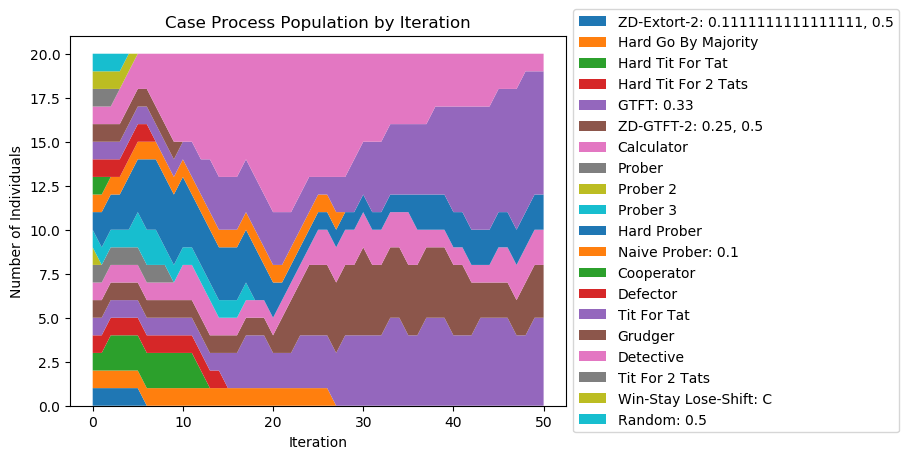 Case Process Population by Iteration
Number of Individuals
20.0
17.5
15.0
12.5
10.0
7.5
5.0
2.5
0.0
0 10 20 30 40 50
Iteration
ZD-Extort-2: 0.1111111111111111, 0.5
Hard Go By Majority
Hard Tit For Tat
Hard Tit For 2 Tats
GTFT: 0.33
ZD-GTFT-2: 0.25, 0.5
Calculator
Prober
Prober 2
Prober 3
Hard Prober
Naive Prober: 0.1
Cooperator
Defector
Tit For Tat
Grudger
Detective
Tit For 2 Tats
Win-Stay Lose-Shift: C
Random: 0.5